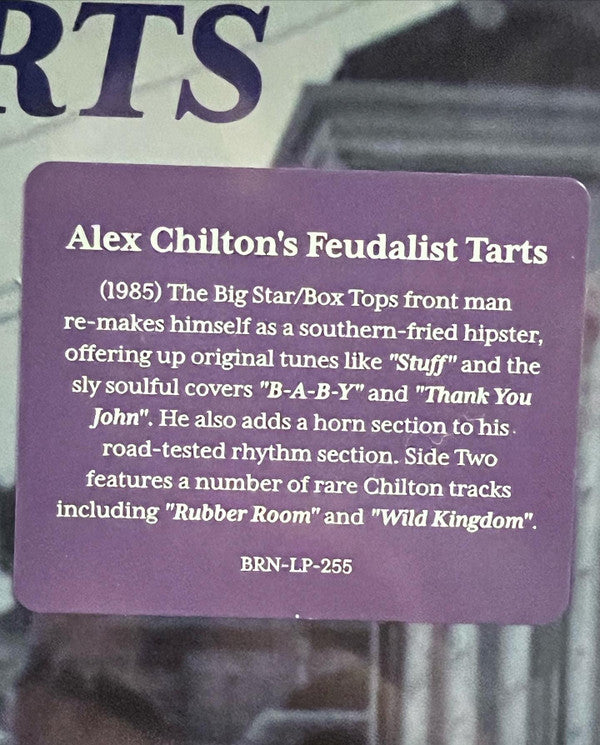 RTS
Alex Chilton's Feudalist Tarts
(1985) The Big Star/Box Tops front man
re-makes himself as a southern-fried hipster,
offering up original tunes like "Stuff" and the
sly soulful covers "B-A-B-Y" and "Thank You
John". He also adds a horn section to his
road-tested rhythm section. Side Two
features a number of rare Chilton tracks
including "Rubber Room" and "Wild Kingdom".
BRN-LP-255